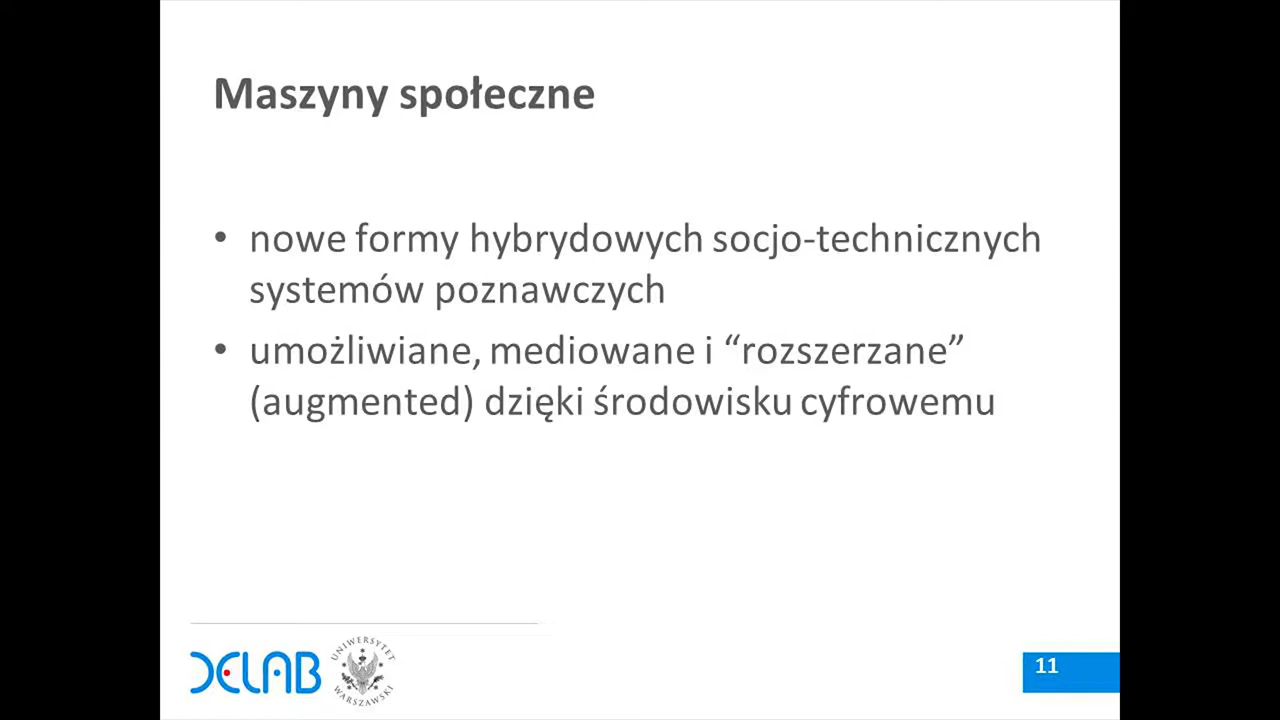 Maszyny społeczne
• nowe formy hybrydowych socjo-technicznych
systemów poznawczych
• umożliwiane, mediowane i “rozszerzane”
(augmented) dzięki środowisku cyfrowemu
DELAB
UNIWERSYTET
WARSZAWSKI
11